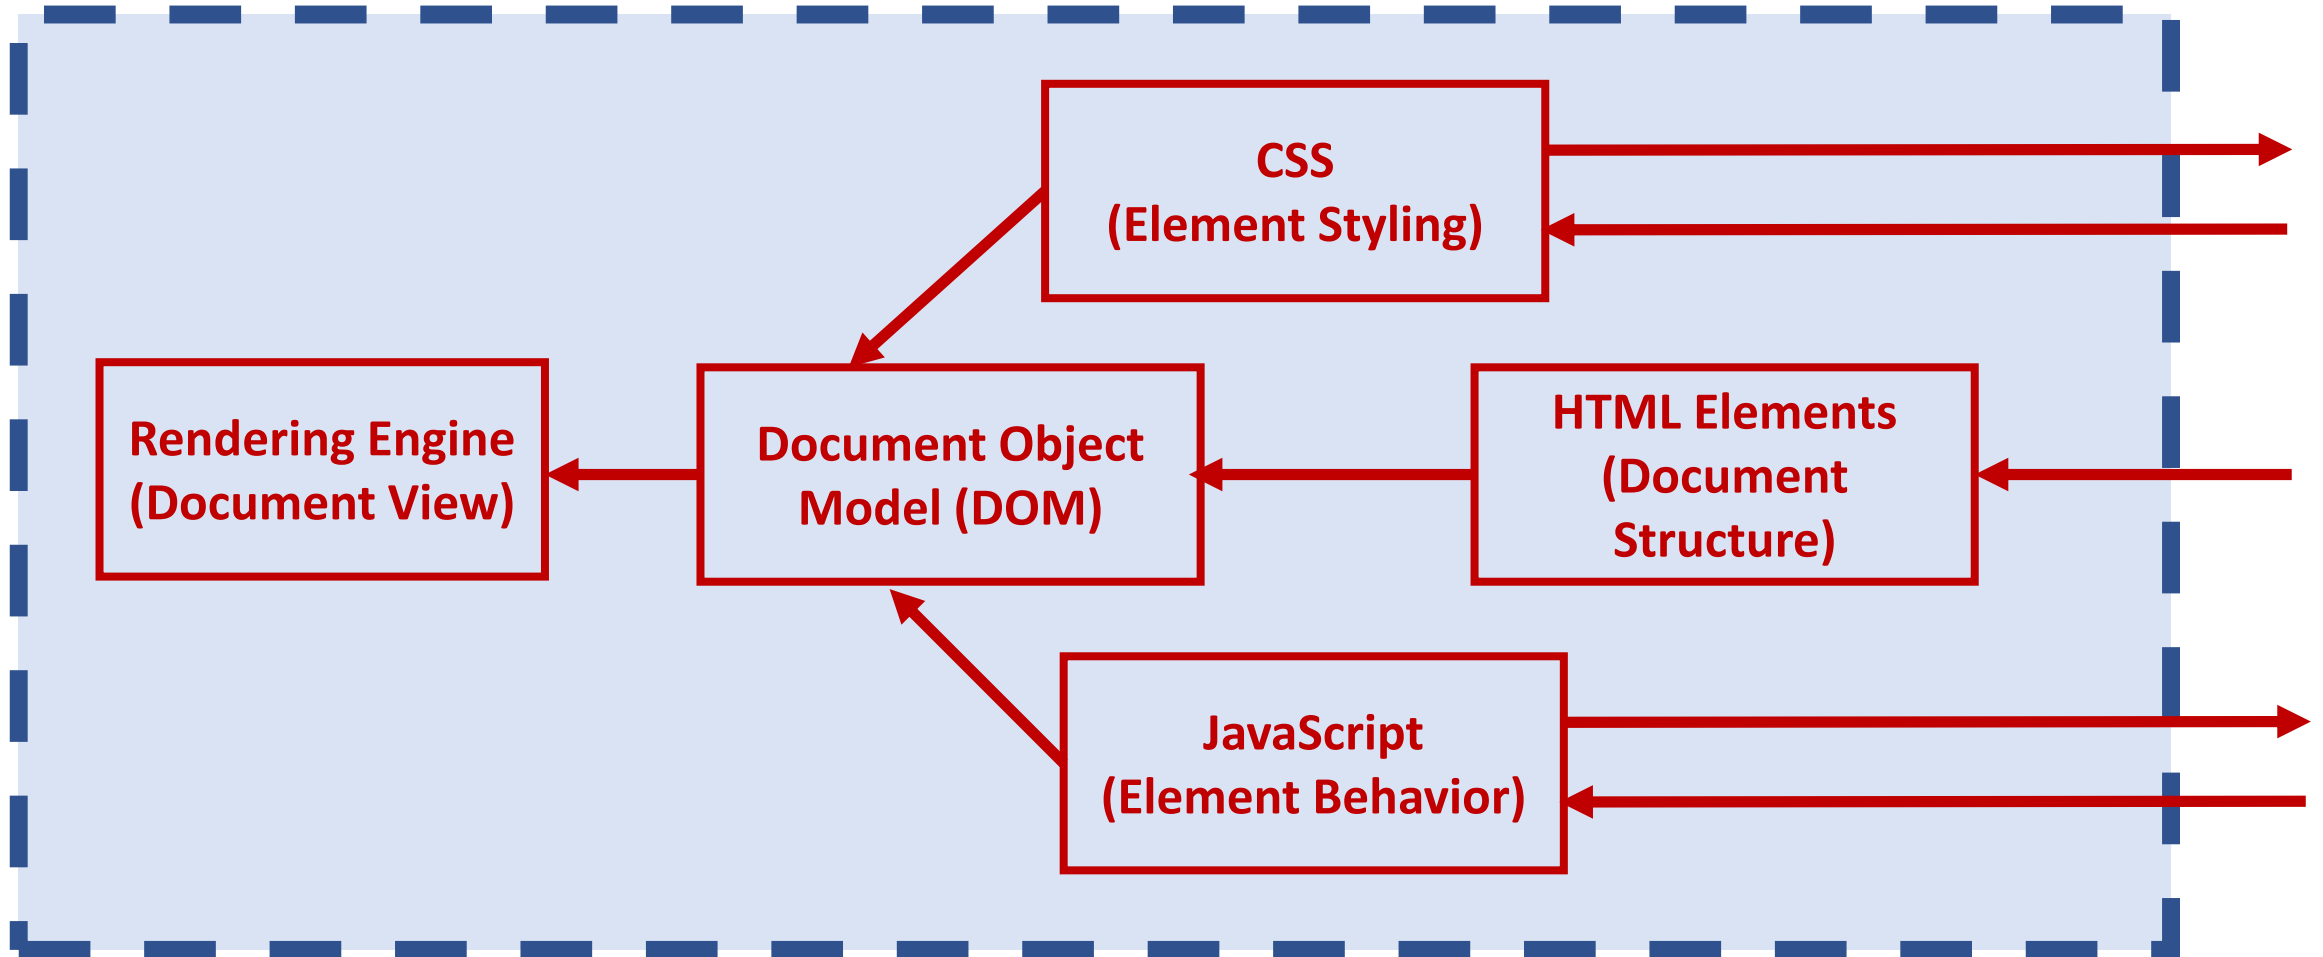 CSS
(Element Styling)
Rendering Engine
(Document View)
Document Object
Model (DOM)
HTML Elements
(Document
Structure)
JavaScript
(Element Behavior)